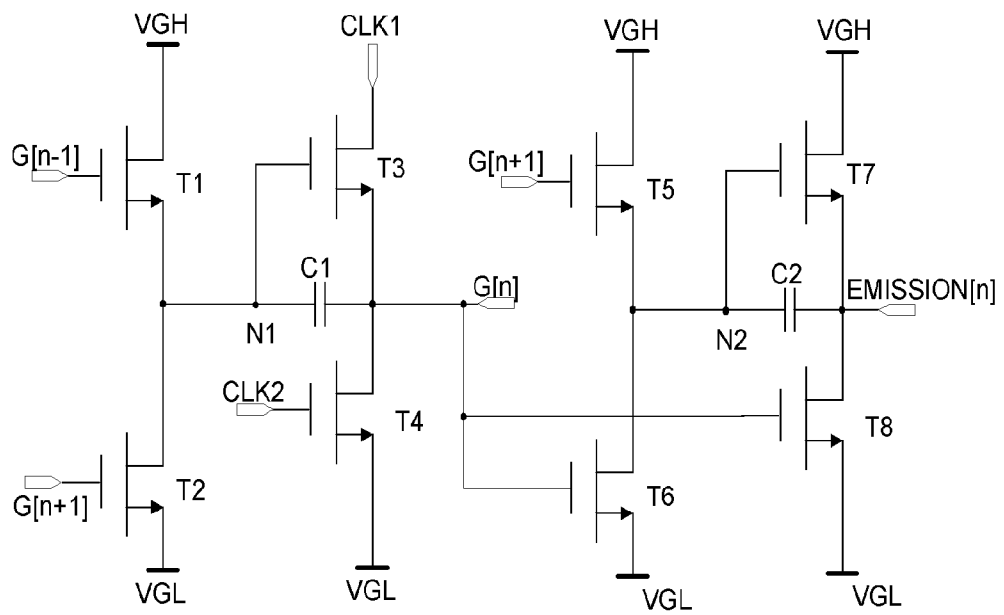 VGH
CLK1
VGH
VGH
G[n-1]
T1
T3
G[n+1]
T5
T7
C1
G[n]
C2
EMISSION[n]
N1
N2
CLK2
T4
T8
G[n+1]
T2
T6
VGL
VGL
VGL
VGL